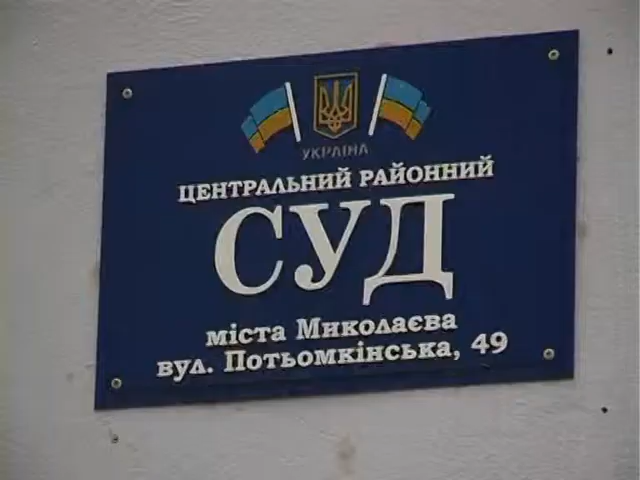 УКРАЇНА
ЦЕНТРАЛЬНИЙ РАЙОННИЙ
СУД
міста Миколаєва
вул. Потьомкінська, 49